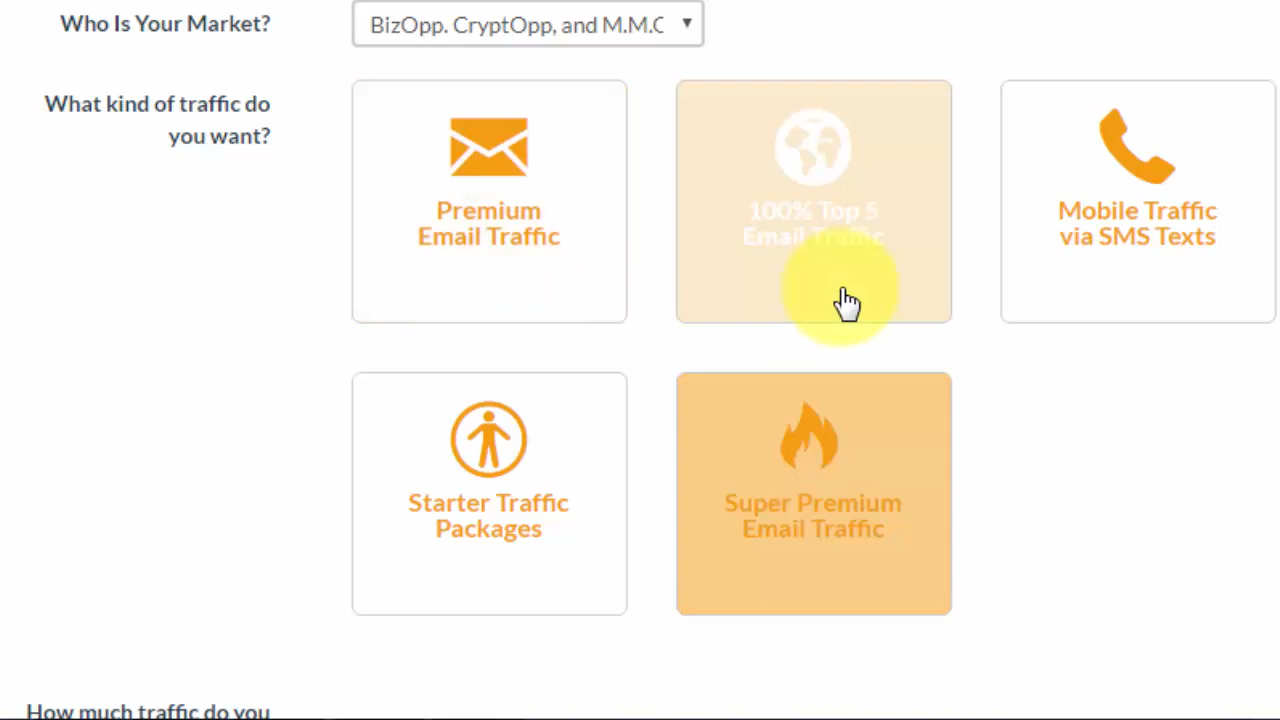 Who Is Your Market?
BizOpp. CryptOpp, and M.M.C
What kind of traffic do
you want?
Premium
Email Traffic
100% Top 5
Email Traffic
Mobile Traffic
via SMS Texts
Starter Traffic
Packages
Super Premium
Email Traffic
How much traffic do you